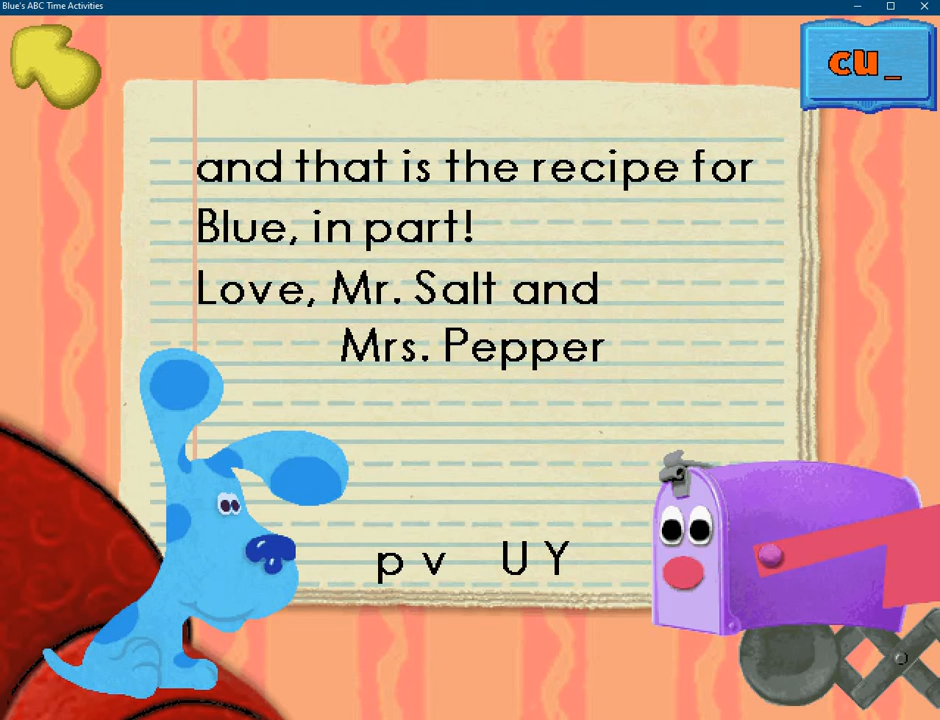 Blue's ABC Time Activities
cu_
and that is the recipe for
Blue, in part!
Love, Mr. Salt and
Mrs. Pepper
p v U Y